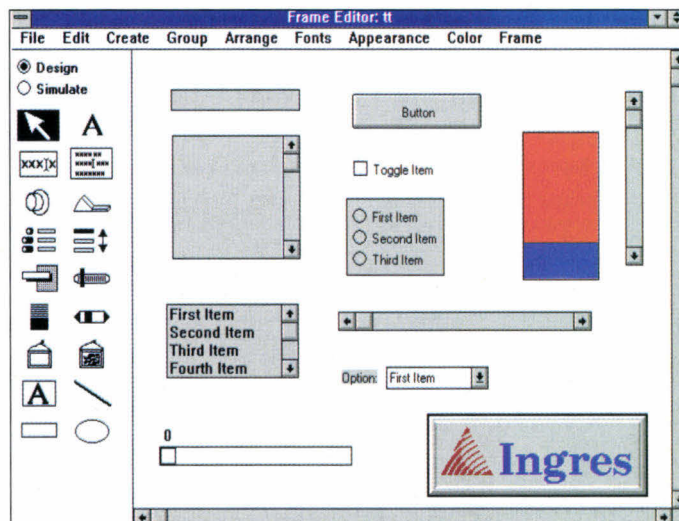 Frame Editor: tt
File Edit Create Group Arrange Fonts Appearance Color Frame
Design
Simulate
A
xxx x
Button
Toggle Item
First Item
Second Item
Third Item
First Item
Second Item
Third Item
Fourth Item
Option: First Item
A
0
Ingres